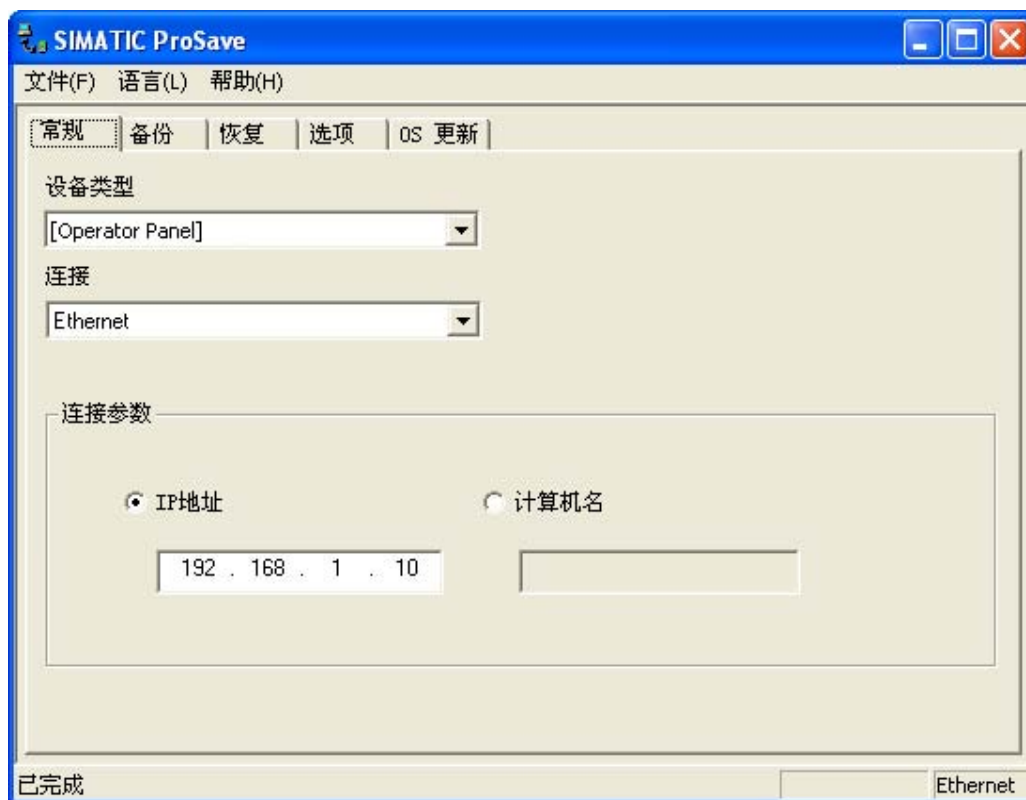 SIMATIC ProSave
文件(F) 语言(L) 帮助(H)
常规 备份 恢复 选项 OS 更新
设备类型
[Operator Panel]
连接
Ethernet
连接参数
IP地址 计算机名
192 . 168 . 1 . 10
已完成 Ethernet